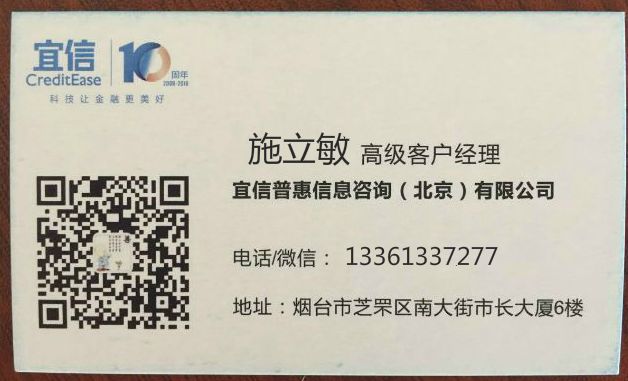 宜信
CreditEase
10
周年
2006-2016
科技让金融更美好
施立敏 高级客户经理
宜信普惠信息咨询（北京）有限公司
电话/微信： 13361337277
地址：烟台市芝罘区南大街市长大厦6楼